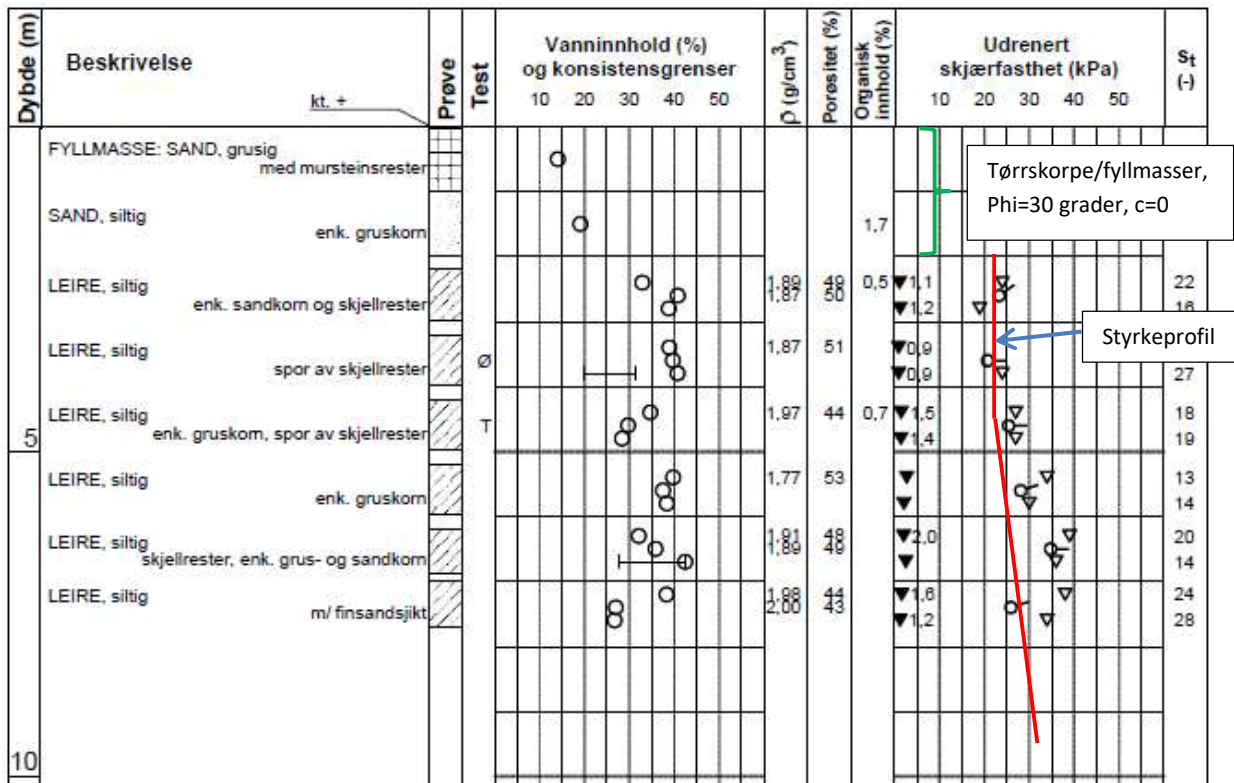 Dybde (m)
Beskrivelse
kt. +
Prøve
Test
Vanninnhold (%)
og konsistensgrenser
10 20 30 40 50
ρ (g/cm³)
Porøsitet (%)
Organisk
innhold (%)
Udrenert
skjærfasthet (kPa)
10 20 30 40 50
St
(-)
FYLLMASSE: SAND, grusig
med mursteinsrester
Tørrskorpe/fyllmasser,
Phi=30 grader, c=0
SAND, siltig
enk. gruskorn
1,7
LEIRE, siltig
enk. sandkorn og skjellrester
1,89 49 0,5 1,1 22
1,87 50
1,2 16
Styrkeprofil
LEIRE, siltig
spor av skjellrester
Ø
1,87 51 0,9
0,9 27
LEIRE, siltig
enk. gruskorn, spor av skjellrester
T
1,97 44 0,7 1,5 18
1,4 19
5
LEIRE, siltig
enk. gruskorn
1,77 53 13
14
LEIRE, siltig
skjellrester, enk. grus- og sandkorn
1,91 48 2,0 20
1,89 49
14
LEIRE, siltig
m/ finsandsjikt
1,98 44 1,6 24
2,00 43
1,2 28
10